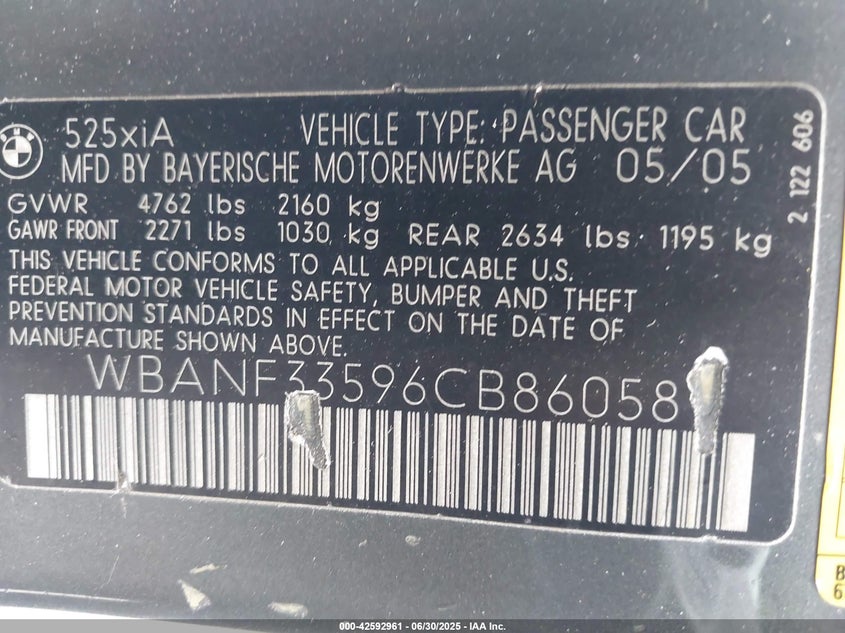 525xiA VEHICLE TYPE: PASSENGER CAR
MFD BY BAYERISCHE MOTORENWERKE AG 05/05
GVWR 4762 lbs 2160 kg
GAWR FRONT 2271 lbs 1030 kg REAR 2634 lbs 1195 kg
THIS VEHICLE CONFORMS TO ALL APPLICABLE U.S.
FEDERAL MOTOR VEHICLE SAFETY, BUMPER AND THEFT
PREVENTION STANDARDS IN EFFECT ON THE DATE OF
MANUFACTURE SHOWN ABOVE.
WBANF33596CB86058
2 122 606
BMW
000-42592961 - 06/30/2025 - IAA Inc.